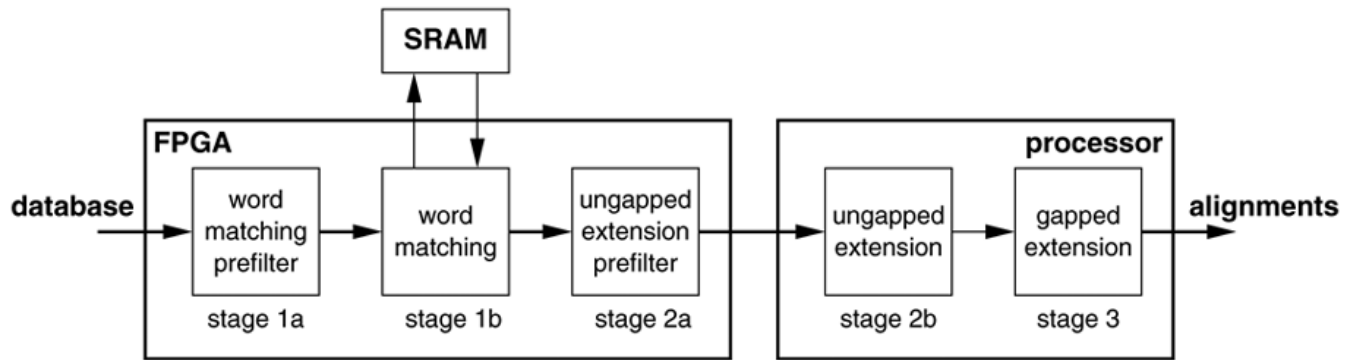 SRAM
FPGA
processor
database
word
matching
prefilter
word
matching
ungapped
extension
prefilter
ungapped
extension
gapped
extension
alignments
stage 1a
stage 1b
stage 2a
stage 2b
stage 3